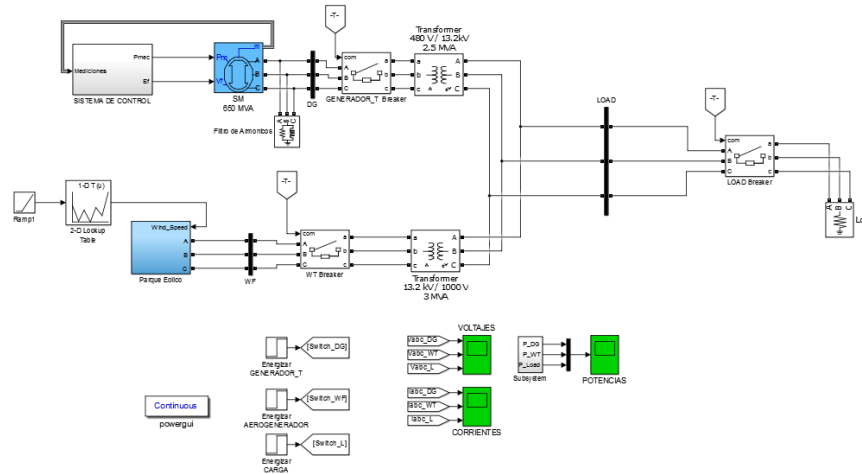 -T-
Transformer
480 V / 13.2kV
2.5 MVA
Pmec
Mediciones
Ef
SISTEMA DE CONTROL
m
A
B
C
SM
650 MVA
DG
com
A
B
C
a
b
c
GENERADOR_T Breaker
a
b
c
A
B
C
Filtro de Armonicos
A B C
LOAD
-T-
com
A
B
C
a
b
c
LOAD Breaker
A B C
Ramp1
1-D T(u)
2-D Lookup
Table
Wind_Speed
A
B
C
Parque Eolico
WF
-T-
com
A
B
C
a
b
c
WT Breaker
a
b
c
A
B
C
Transformer
13.2 kV / 1000 V
3 MVA
Energizar
GENERADOR_T
[Switch_DG]
Energizar
AEROGENERADOR
[Switch_WF]
Energizar
CARGA
[Switch_L]
Continuous
powergui
VOLTAJES
Vabc_DG
Vabc_WT
Vabc_L
Iabc_DG
Iabc_WT
Iabc_L
CORRIENTES
P_DG
P_WT
P_Load
Subsystem
POTENCIAS